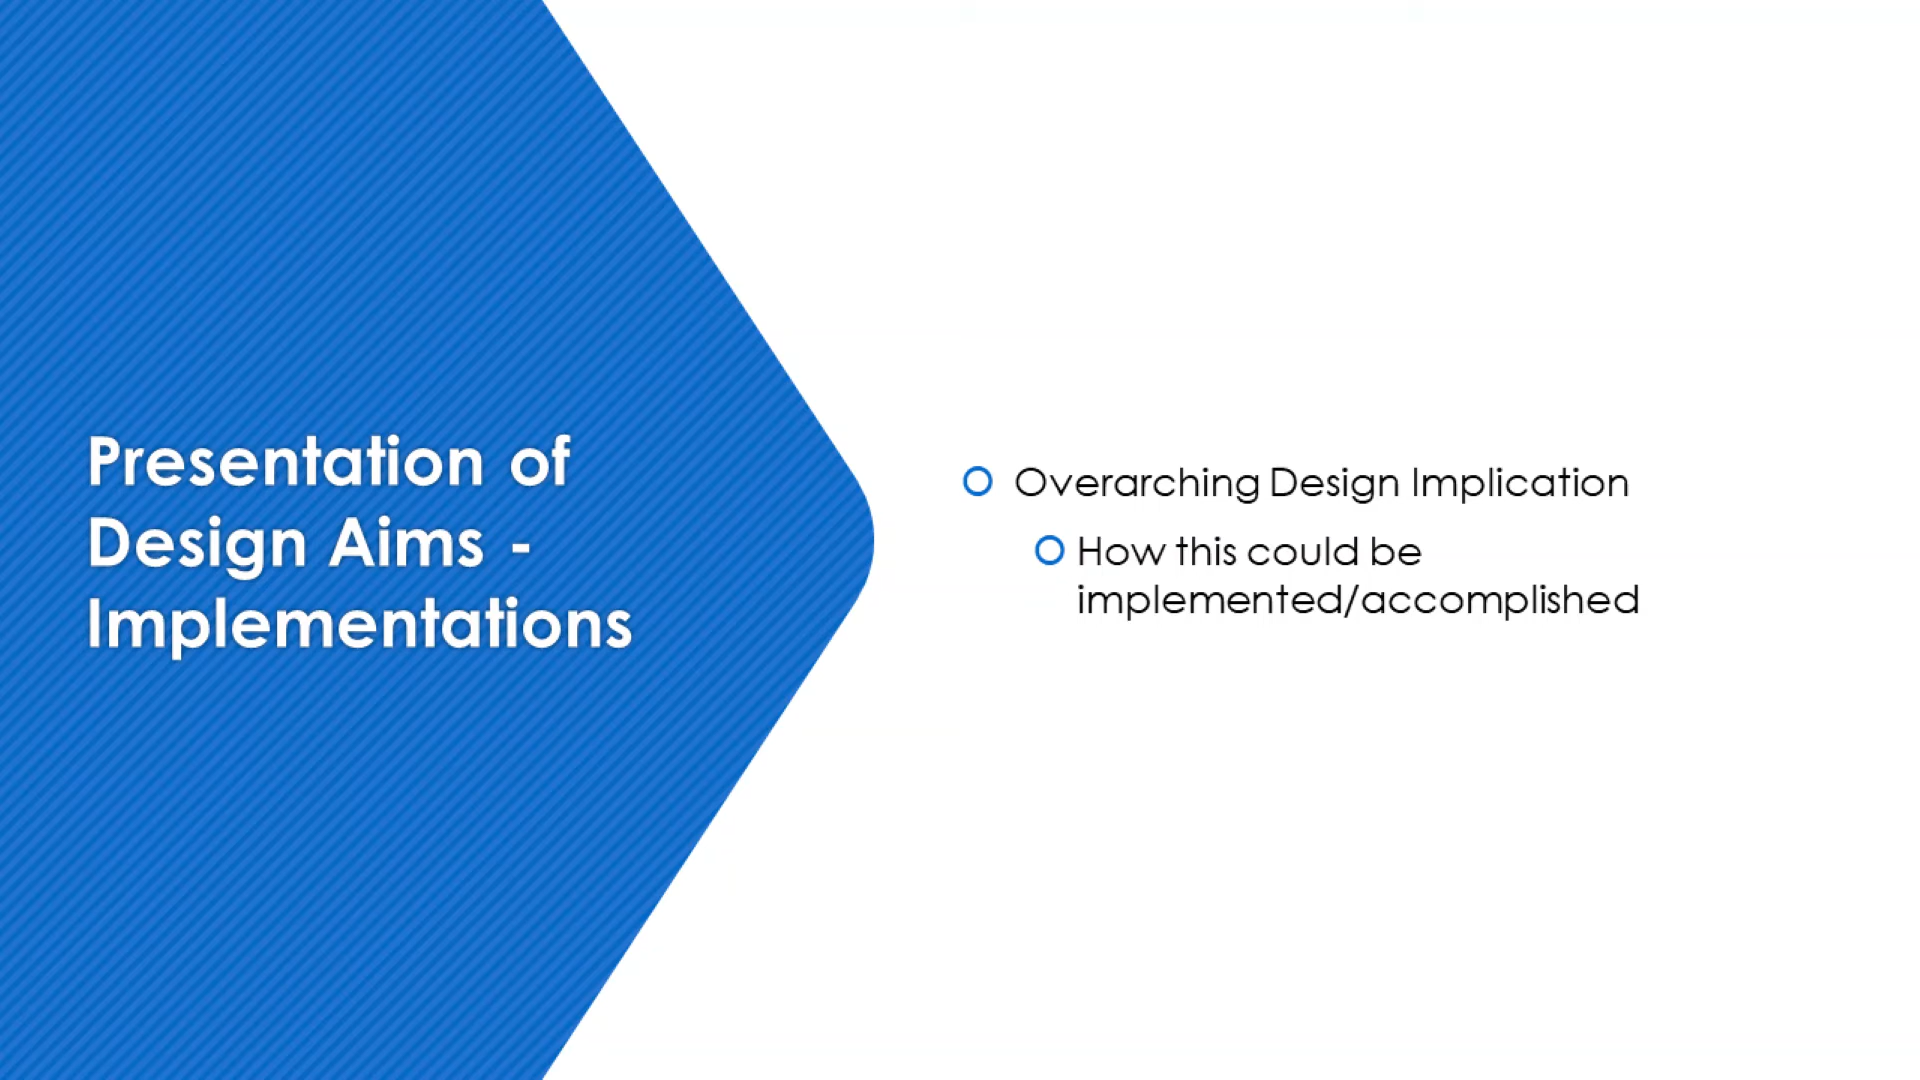 Presentation of
Design Aims -
Implementations
Overarching Design Implication
How this could be
implemented/accomplished